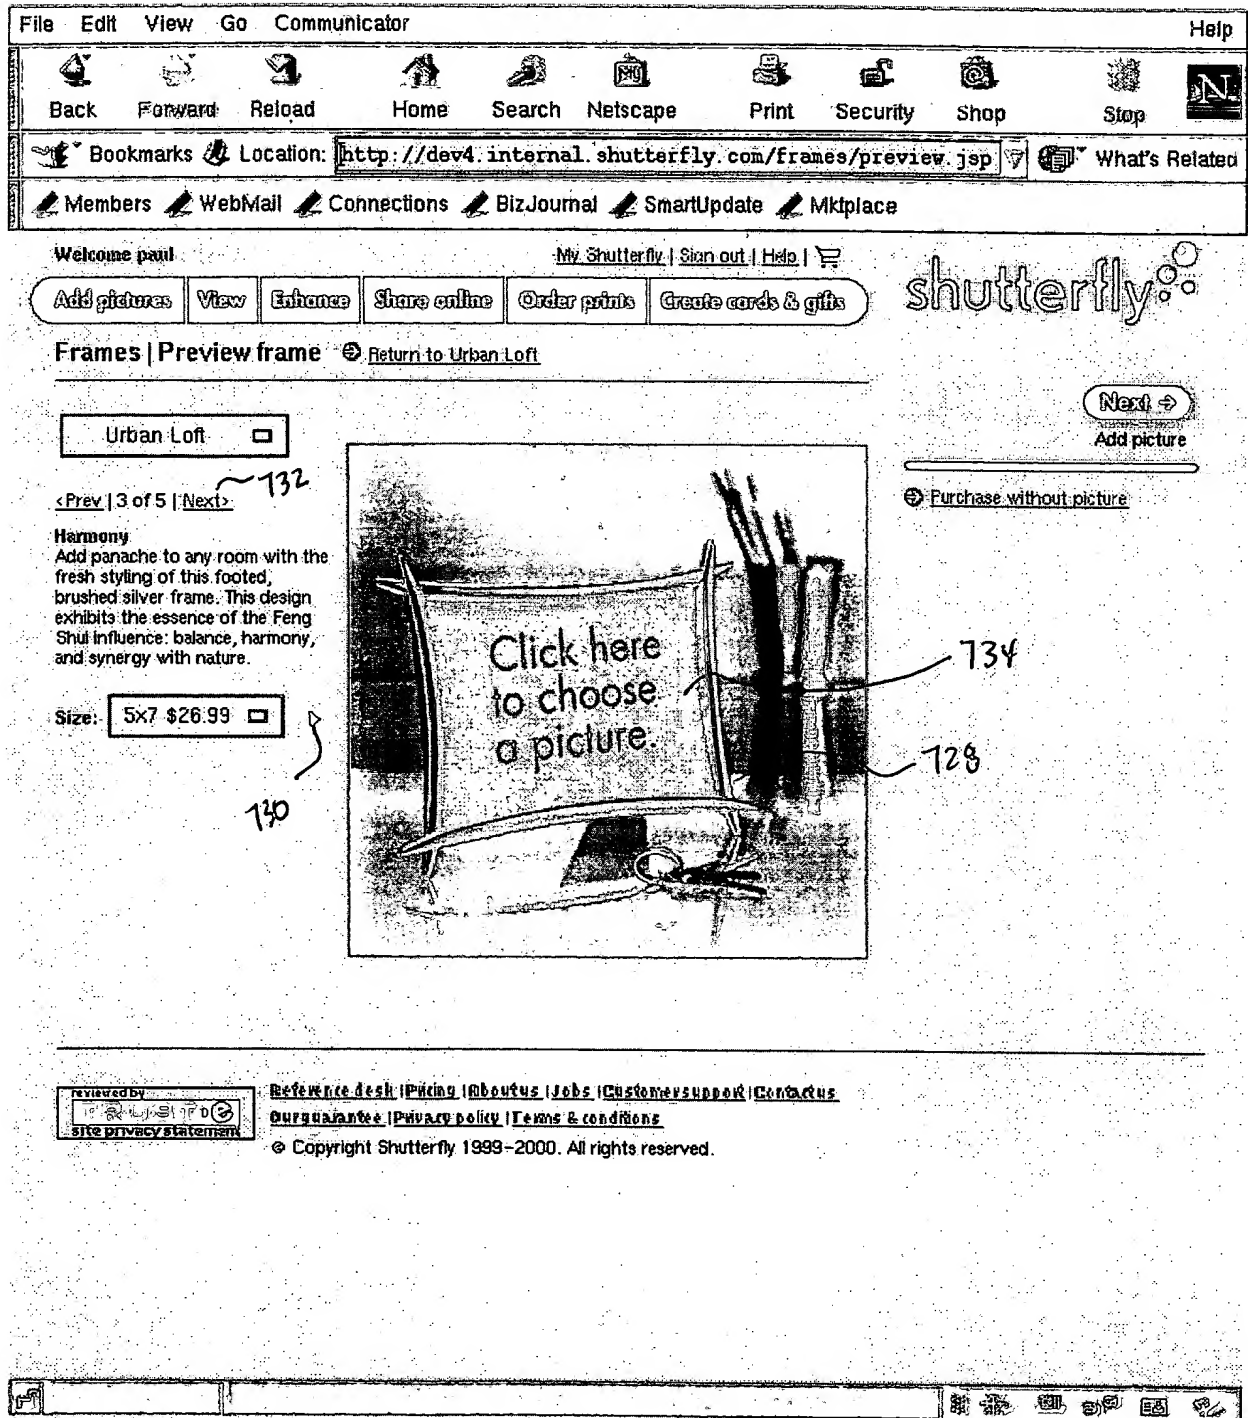 File Edit View Go Communicator Help
Back Forward Reload Home Search Netscape Print Security Shop Stop N
Bookmarks Location: http://dev4.internal.shutterfly.com/frames/preview.jsp What's Related
Members WebMail Connections BizJournal SmartUpdate Mktplace
Welcome paul My Shutterfly | Sign out | Help |
shutterfly
Add pictures View Enhance Share online Order prints Create cards & gifts
Frames | Preview frame Return to Urban Loft
Next
Urban Loft
Add picture
732
<Prev | 3 of 5 | Next>
Purchase without picture
Harmony
Add panache to any room with the
fresh styling of this footed,
brushed silver frame. This design
exhibits the essence of the Feng
Shui influence: balance, harmony,
and synergy with nature.
Click here
to choose
a picture.
734
Size: 5x7 $26.99
728
730
reviewed by
site privacy statement
Reference desk | Pricing | About us | Jobs | Customer support | Contact us
Our guarantee | Privacy policy | Terms & conditions
© Copyright Shutterfly 1999-2000. All rights reserved.